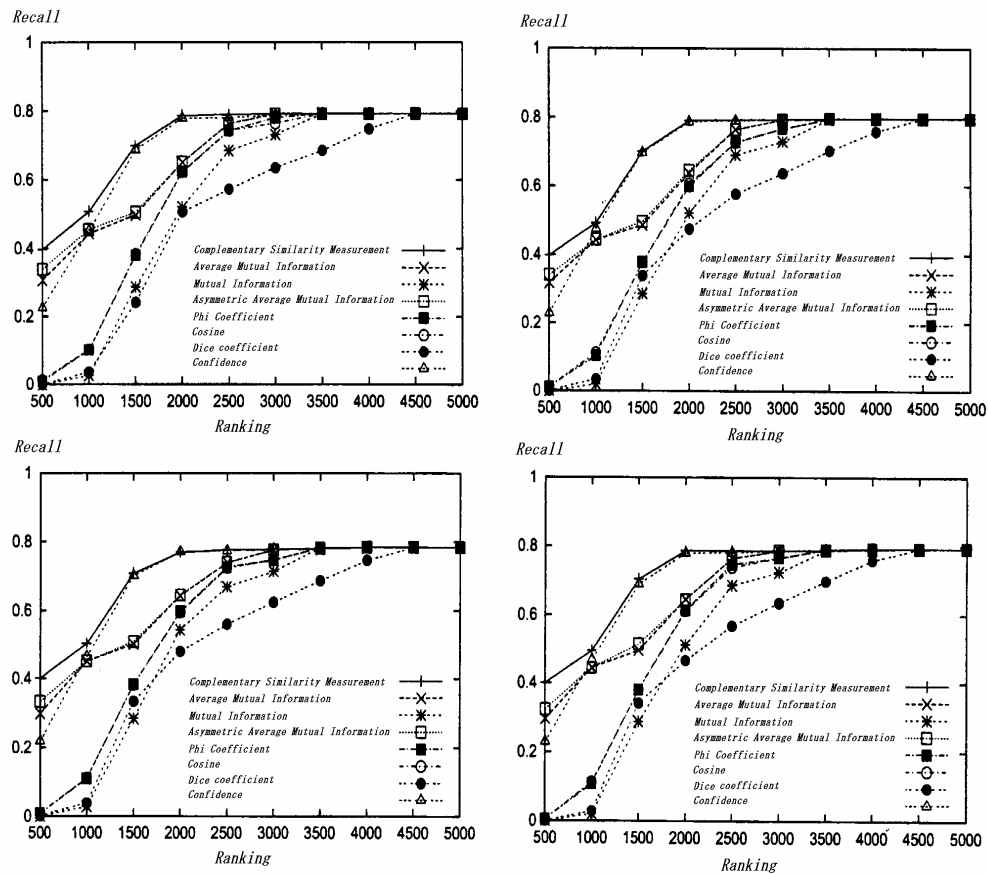 Recall
1
0.8
0.6
0.4
0.2
0
Complementary Similarity Measurement
Average Mutual Information
Mutual Information
Asymmetric Average Mutual Information
Phi Coefficient
Cosine
Dice coefficient
Confidence
500 1000 1500 2000 2500 3000 3500 4000 4500 5000
Ranking
Recall
1
0.8
0.6
0.4
0.2
0
Complementary Similarity Measurement
Average Mutual Information
Mutual Information
Asymmetric Average Mutual Information
Phi Coefficient
Cosine
Dice coefficient
Confidence
500 1000 1500 2000 2500 3000 3500 4000 4500 5000
Ranking
Recall
1
0.8
0.6
0.4
0.2
0
Complementary Similarity Measurement
Average Mutual Information
Mutual Information
Asymmetric Average Mutual Information
Phi Coefficient
Cosine
Dice coefficient
Confidence
500 1000 1500 2000 2500 3000 3500 4000 4500 5000
Ranking
Recall
1
0.8
0.6
0.4
0.2
0
Complementary Similarity Measurement
Average Mutual Information
Mutual Information
Asymmetric Average Mutual Information
Phi Coefficient
Cosine
Dice coefficient
Confidence
500 1000 1500 2000 2500 3000 3500 4000 4500 5000
Ranking